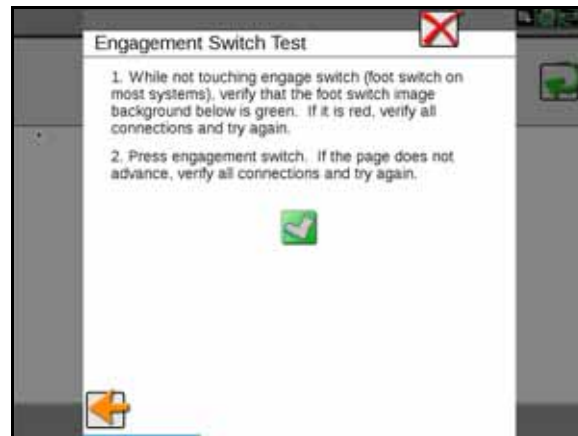 Engagement Switch Test
1. While not touching engage switch (foot switch on
most systems), verify that the foot switch image
background below is green. If it is red, verify all
connections and try again.
2. Press engagement switch. If the page does not
advance, verify all connections and try again.